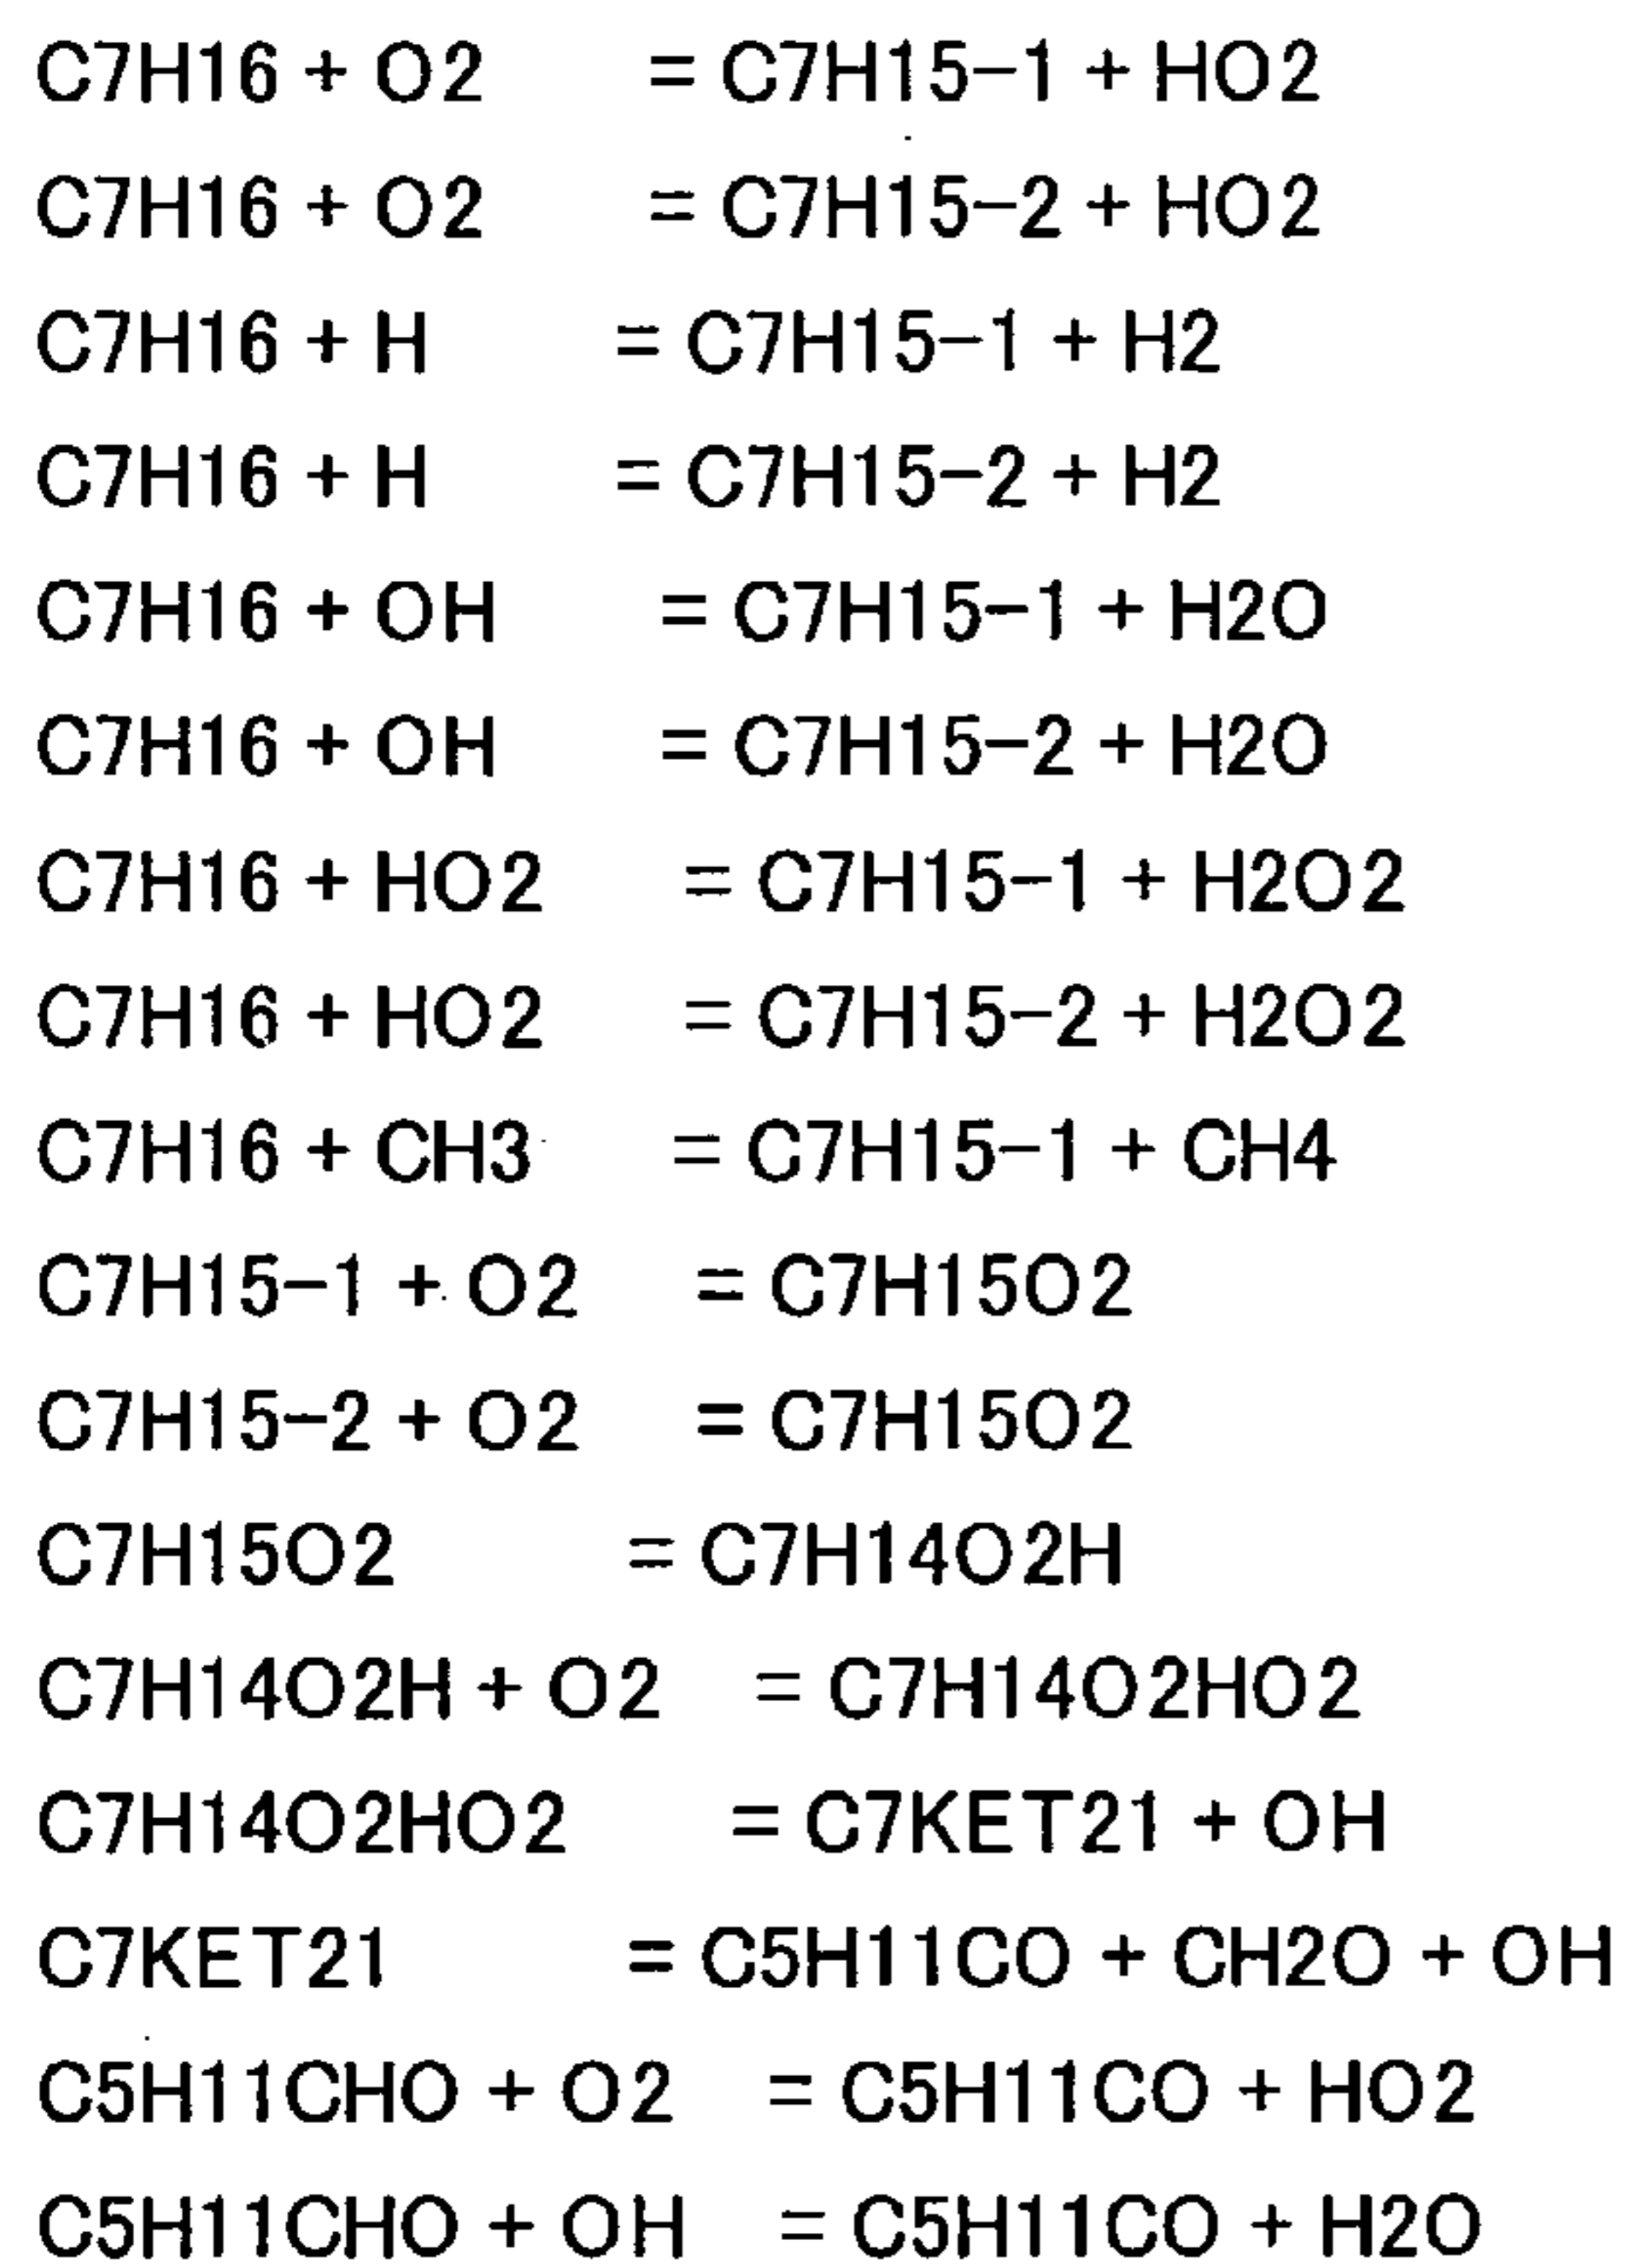 C7H16 + O2 = C7H15-1 + HO2
C7H16 + O2 = C7H15-2 + HO2
C7H16 + H = C7H15-1 + H2
C7H16 + H = C7H15-2 + H2
C7H16 + OH = C7H15-1 + H2O
C7H16 + OH = C7H15-2 + H2O
C7H16 + HO2 = C7H15-1 + H2O2
C7H16 + HO2 = C7H15-2 + H2O2
C7H16 + CH3 = C7H15-1 + CH4
C7H15-1 + O2 = C7H15O2
C7H15-2 + O2 = C7H15O2
C7H15O2 = C7H14O2H
C7H14O2H + O2 = C7H14O2HO2
C7H14O2HO2 = C7KET21 + OH
C7KET21 = C5H11CO + CH2O + OH
C5H11CHO + O2 = C5H11CO + HO2
C5H11CHO + OH = C5H11CO + H2O